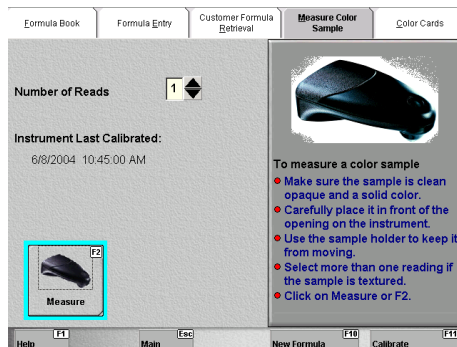 Formula Book
Formula Entry
Customer Formula
Retrieval
Measure Color
Sample
Color Cards
Number of Reads
1
Instrument Last Calibrated:
6/8/2004 10:45:00 AM
To measure a color sample
Make sure the sample is clean
opaque and a solid color.
Carefully place it in front of the
opening on the instrument.
Use the sample holder to keep it
from moving.
Select more than one reading if
the sample is textured.
Click on Measure or F2.
F2
Measure
F1
Help
Esc
Main
F10
New Formula
F11
Calibrate